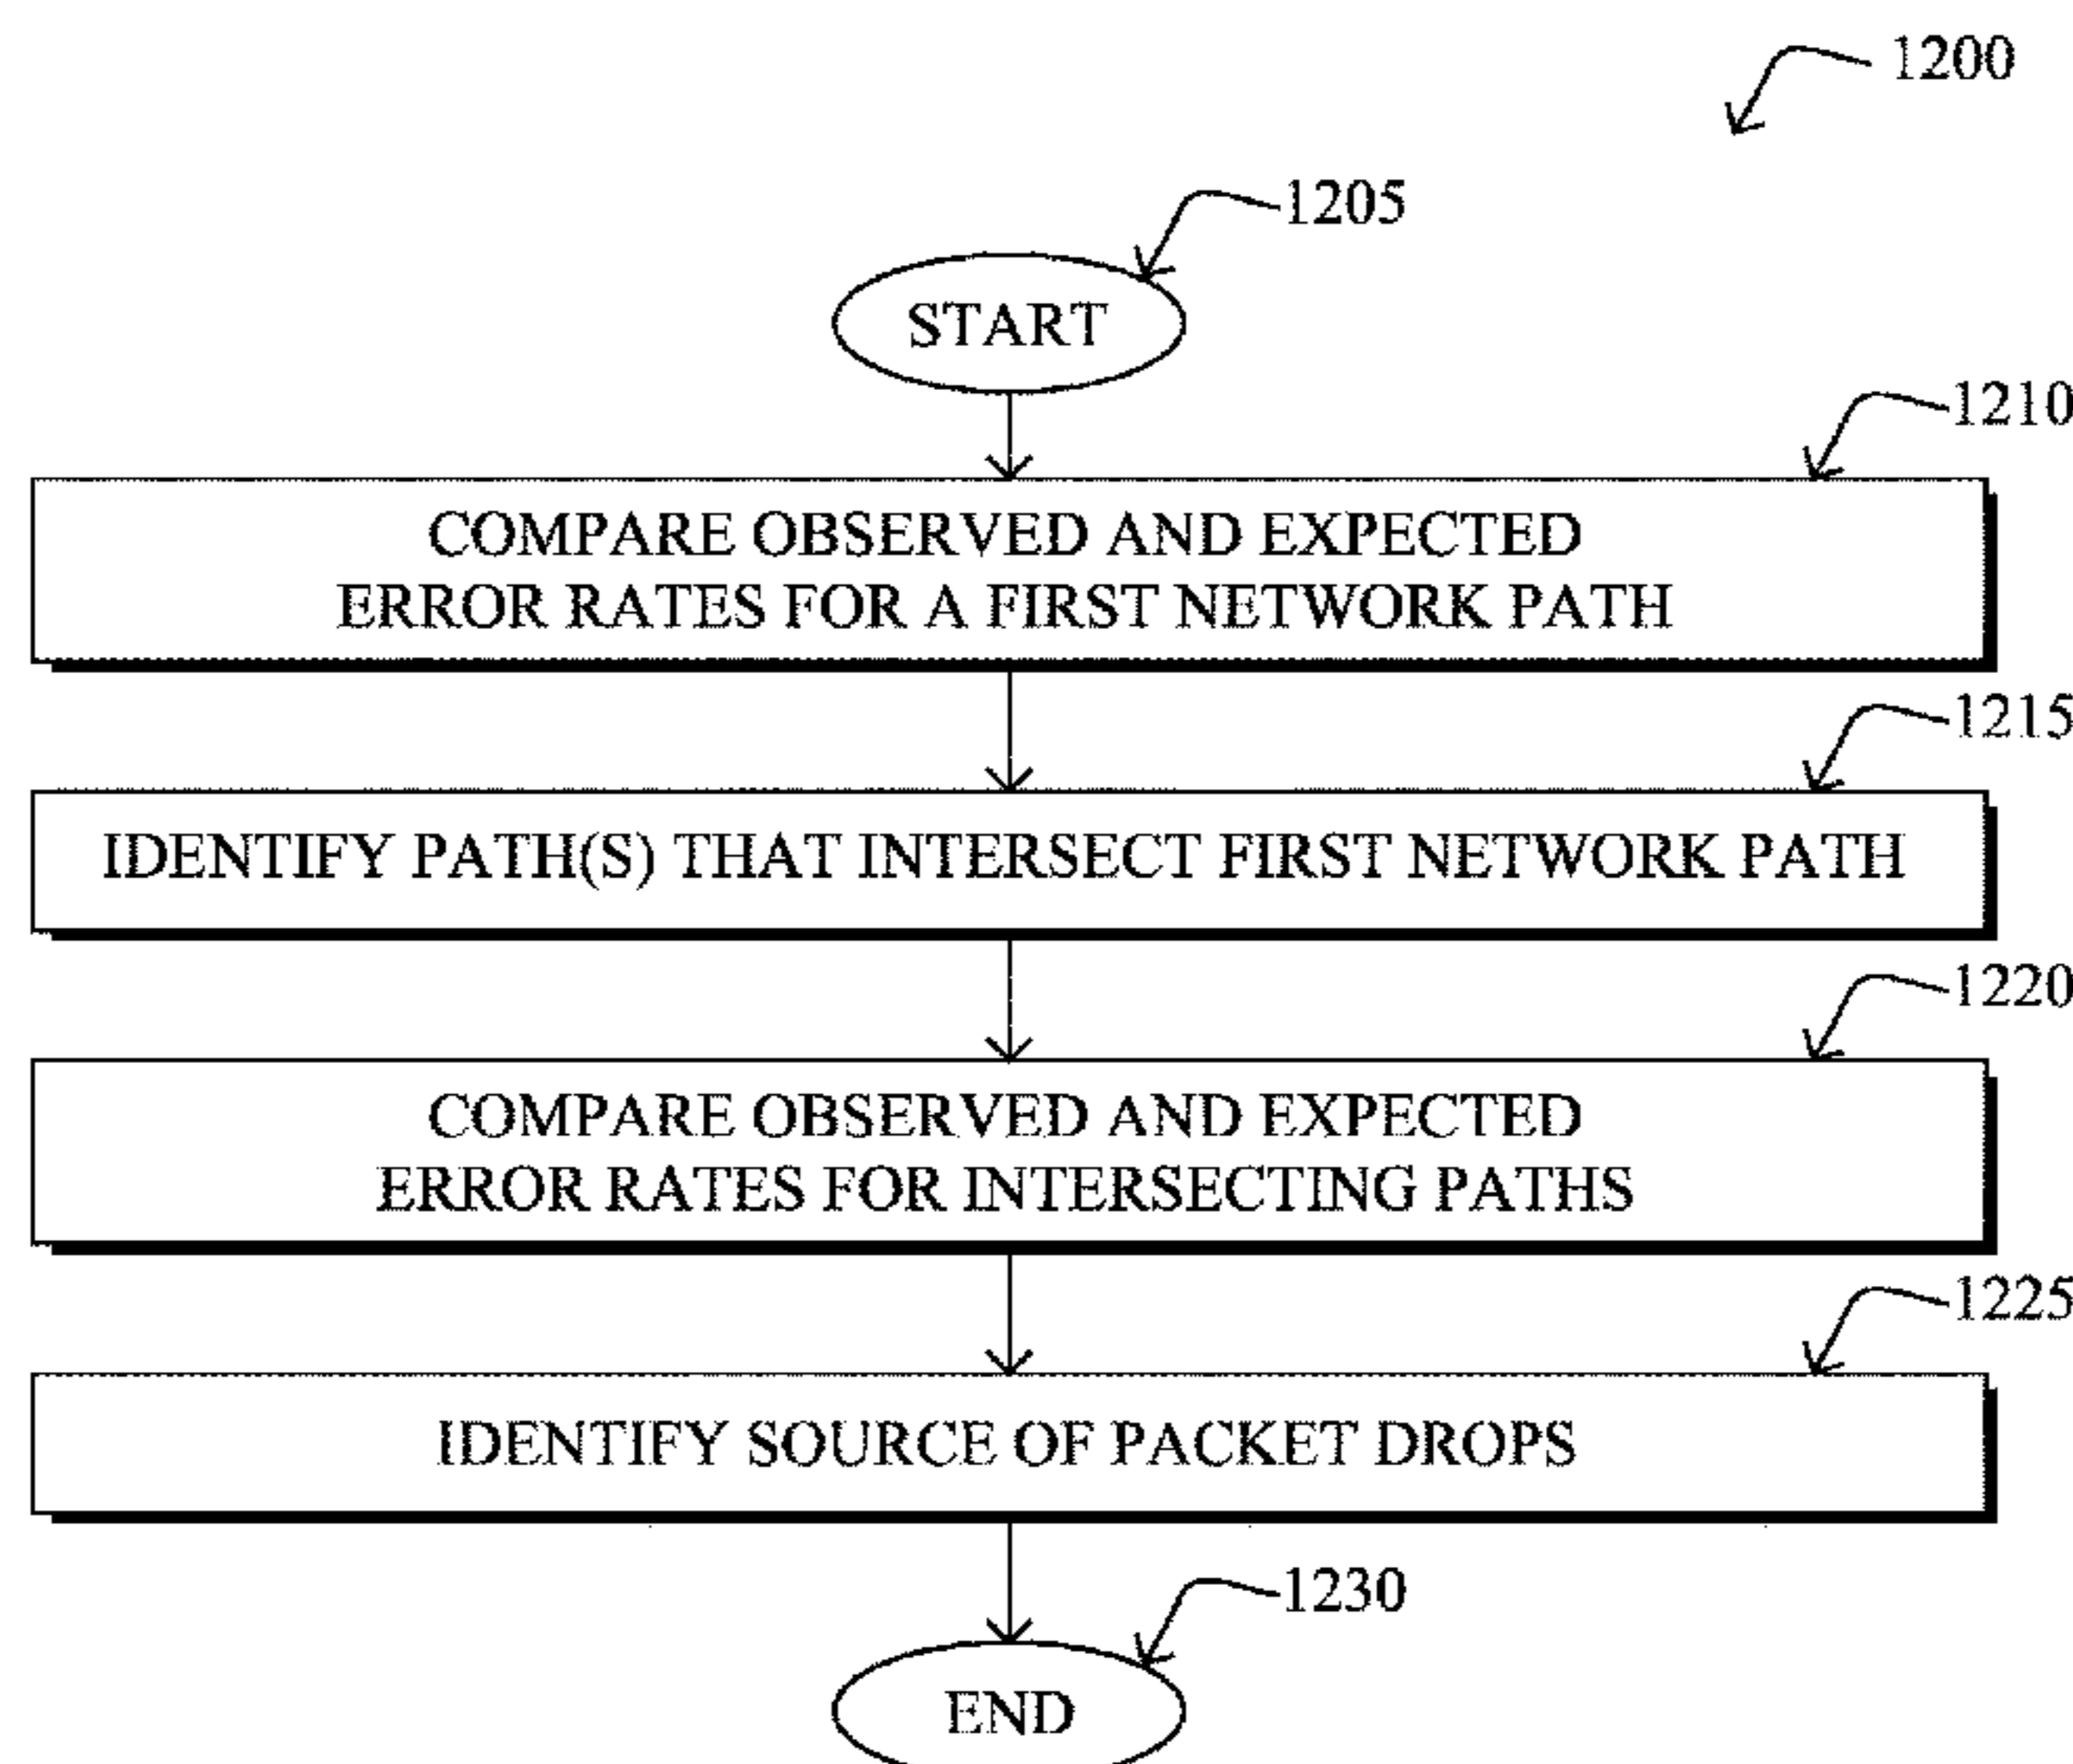 1200
1205
START
1210
COMPARE OBSERVED AND EXPECTED
ERROR RATES FOR A FIRST NETWORK PATH
1215
IDENTIFY PATH(S) THAT INTERSECT FIRST NETWORK PATH
1220
COMPARE OBSERVED AND EXPECTED
ERROR RATES FOR INTERSECTING PATHS
1225
IDENTIFY SOURCE OF PACKET DROPS
1230
END